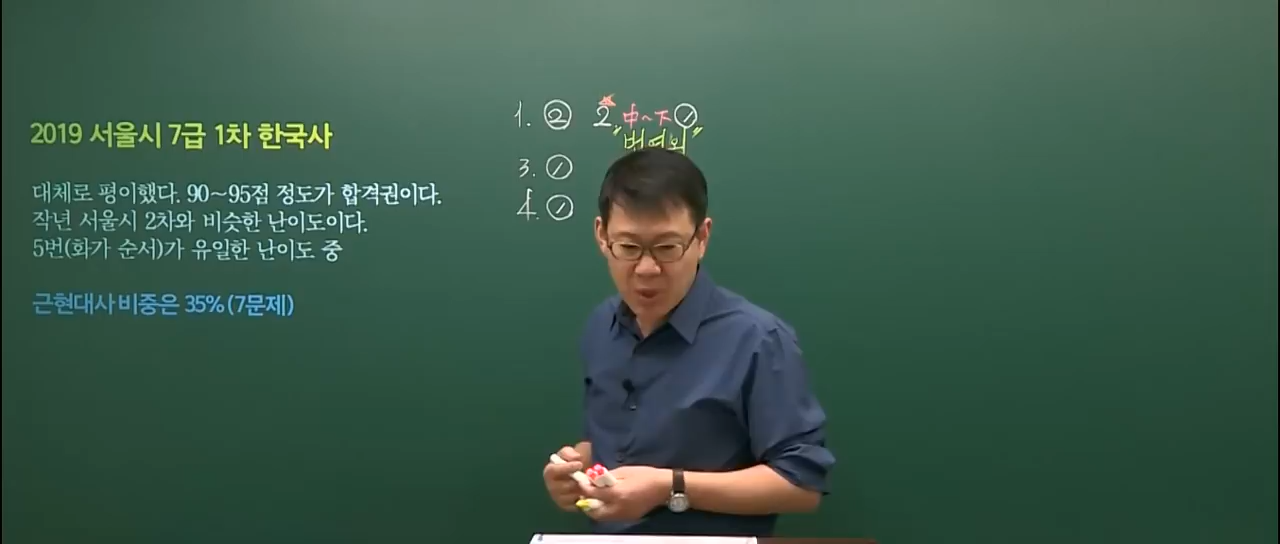 2019 서울시 7급 1차 한국사
대체로 평이했다. 90~95점 정도가 합격권이다.
작년 서울시 2차와 비슷한 난이도이다.
5번(화가 순서)가 유일한 난이도 중
근현대사 비중은 35% (7문제)
1. ② 2. 中~下 ①
3. ①
4. ①